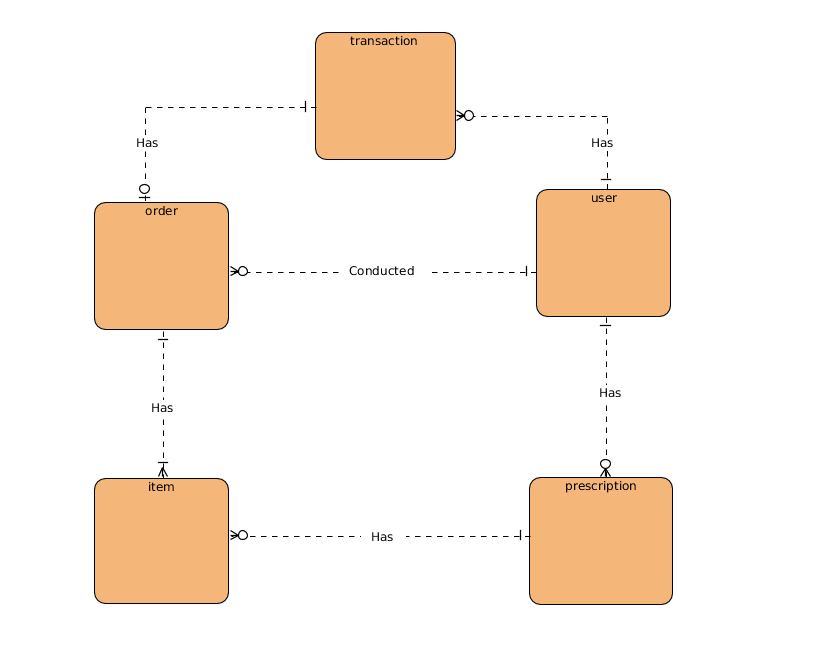 transaction
Has
Has
order
user
Conducted
Has
Has
item
prescription
Has